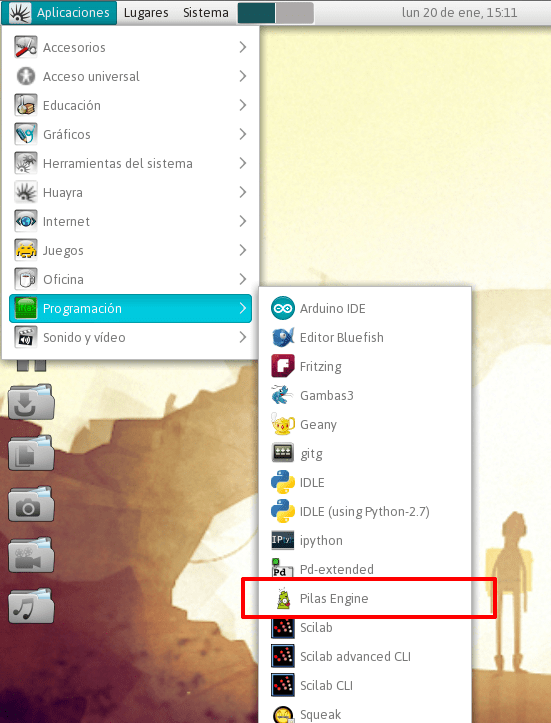 Aplicaciones Lugares Sistema lun 20 de ene, 15:11
Accesorios
Acceso universal
Educación
Gráficos
Herramientas del sistema
Huayra
Internet
Juegos
Oficina
Programación
Sonido y vídeo
Arduino IDE
Editor Bluefish
Fritzing
Gambas3
Geany
gitg
IDLE
IDLE (using Python-2.7)
ipython
Pd-extended
Pilas Engine
Scilab
Scilab advanced CLI
Scilab CLI
Squeak